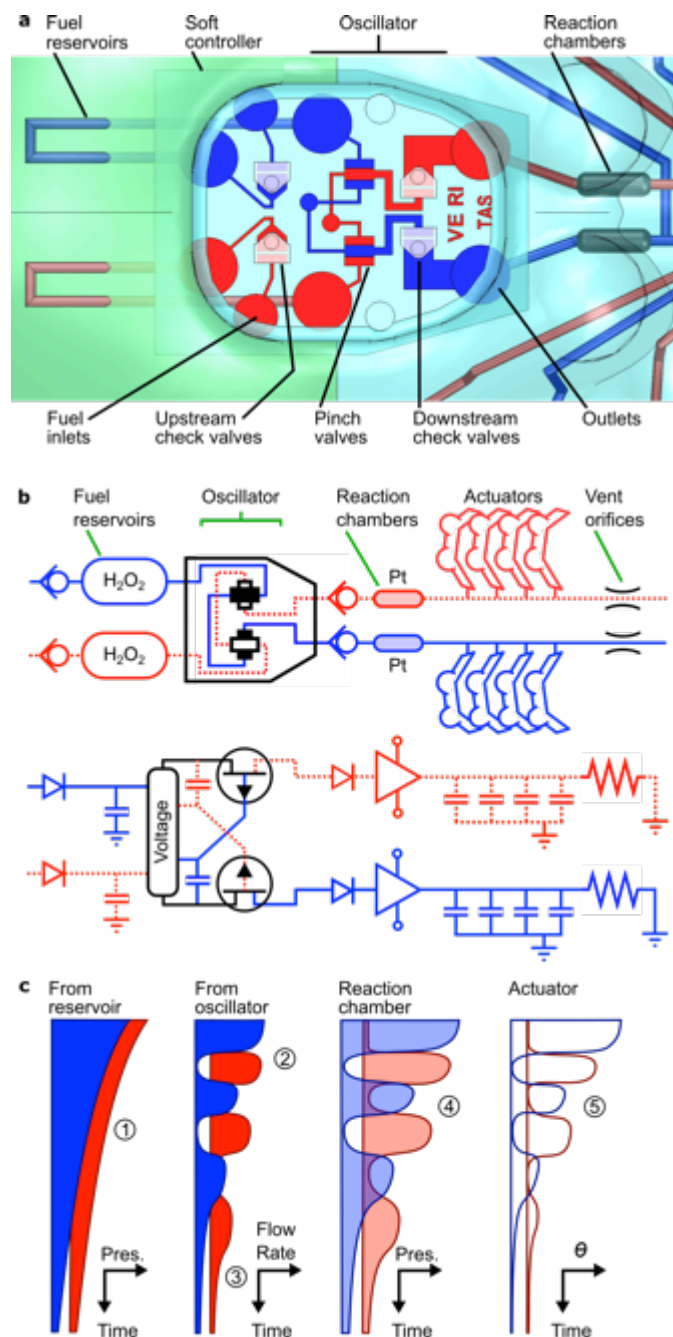 a
Fuel reservoirs
Soft controller
Oscillator
Reaction chambers
VE RI
TAS
Fuel inlets
Upstream check valves
Pinch valves
Downstream check valves
Outlets
b
Fuel reservoirs
Oscillator
Reaction chambers
Actuators
Vent orifices
H2O2
Pt
H2O2
Pt
Voltage
c
From reservoir
From oscillator
Reaction chamber
Actuator
①
②
③
④
⑤
Pres.
Time
Flow Rate
Time
Pres.
Time
θ
Time